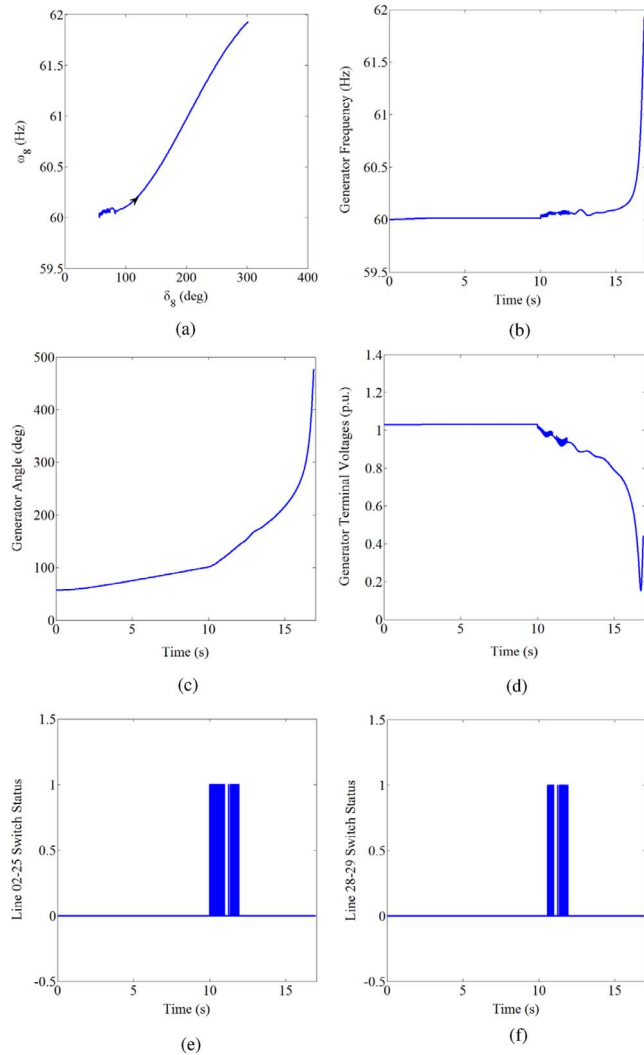 62
61.5
61
60.5
60
59.5
0 100 200 300 400
ω8 (Hz)
δ8 (deg)
(a)
62
61.5
61
60.5
60
59.5
0 5 10 15
Generator Frequency (Hz)
Time (s)
(b)
500
400
300
200
100
0
0 5 10 15
Generator Angle (deg)
Time (s)
(c)
1.4
1.2
1
0.8
0.6
0.4
0.2
0
0 5 10 15
Generator Terminal Voltages (p.u.)
Time (s)
(d)
1.5
1
0.5
0
-0.5
0 5 10 15
Line 02-25 Switch Status
Time (s)
(e)
1.5
1
0.5
0
-0.5
0 5 10 15
Line 28-29 Switch Status
Time (s)
(f)